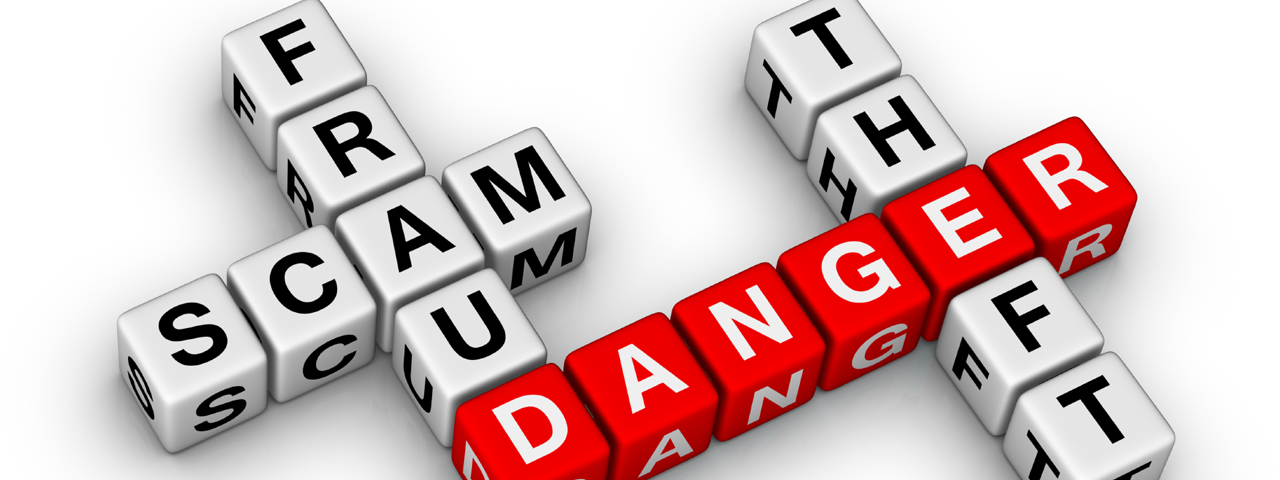 FRAUD
SCAM
THEFT
DANGER